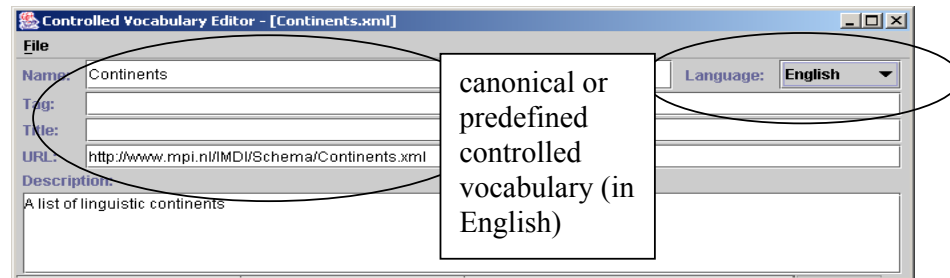 Controlled Vocabulary Editor - [Continents.xml]
File
Name: Continents
Language: English
Tag:
Title:
URL: http://www.mpi.nl/IMDI/Schema/Continents.xml
Description:
A list of linguistic continents
canonical or
predefined
controlled
vocabulary (in
English)